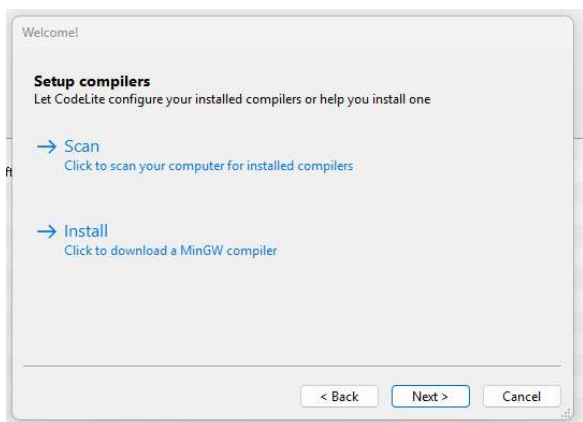 Welcome!
Setup compilers
Let CodeLite configure your installed compilers or help you install one
→ Scan
Click to scan your computer for installed compilers
ft
→ Install
Click to download a MinGW compiler
< Back Next > Cancel